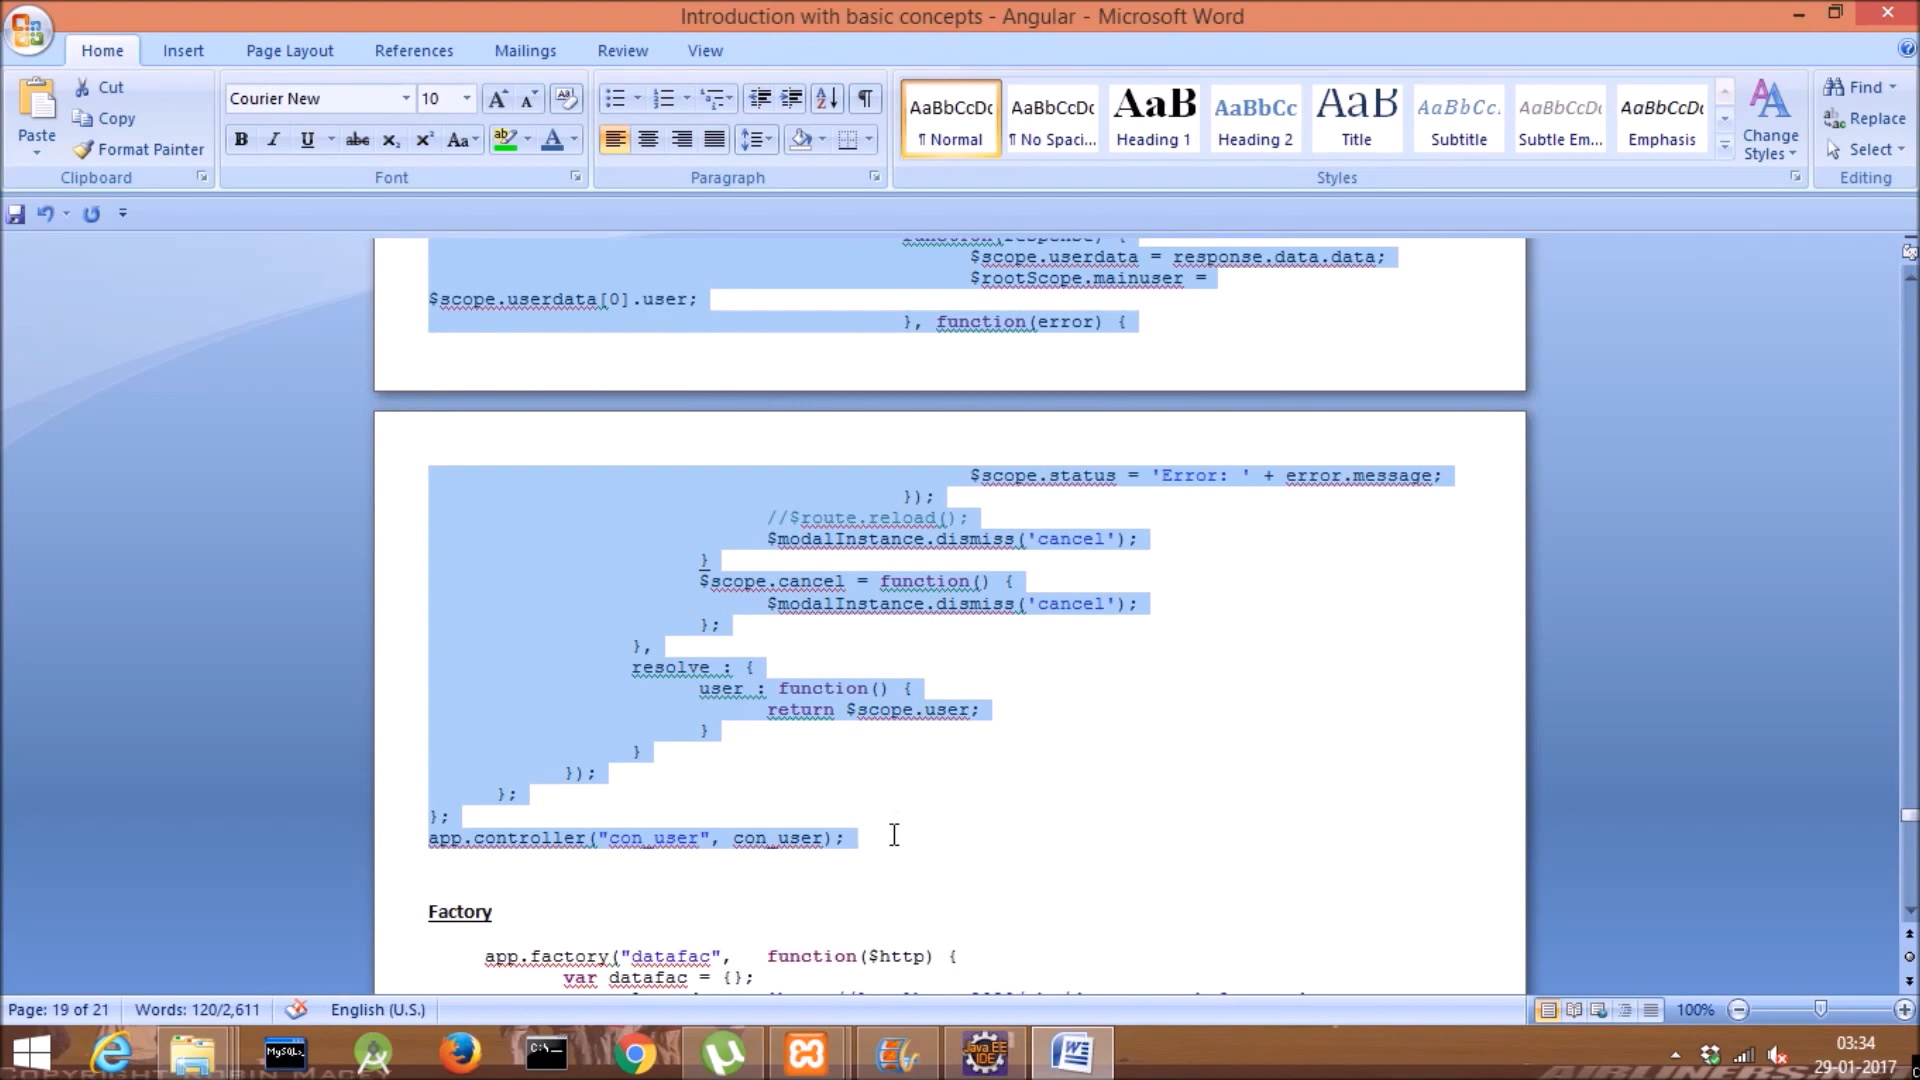 Introduction with basic concepts - Angular - Microsoft Word
Home Insert Page Layout References Mailings Review View
Cut
Copy
Format Painter
Paste
Clipboard
Courier New 10
Font
Paragraph
AaBbCcDc AaBbCcDc AaB AaBbCc AaB AaBbCc. AaBbCcDc AaBbCcDc
¶ Normal ¶ No Spaci... Heading 1 Heading 2 Title Subtitle Subtle Em... Emphasis
Change Styles
Styles
Find
Replace
Select
Editing
function(response) {
$scope.userdata = response.data.data;
$rootScope.mainuser =
$scope.userdata[0].user;
}, function(error) {
$scope.status = 'Error: ' + error.message;
});
//$route.reload();
$modalInstance.dismiss('cancel');
}
$scope.cancel = function() {
$modalInstance.dismiss('cancel');
};
},
resolve : {
user : function() {
return $scope.user;
}
}
});
};
};
app.controller("con_user", con_user);
Factory
app.factory("datafac", function($http) {
var datafac = {};
Page: 19 of 21 Words: 120/2,611 English (U.S.) 100%
MySQL
C:\
Java EE
IDE
03:34
29-01-2017